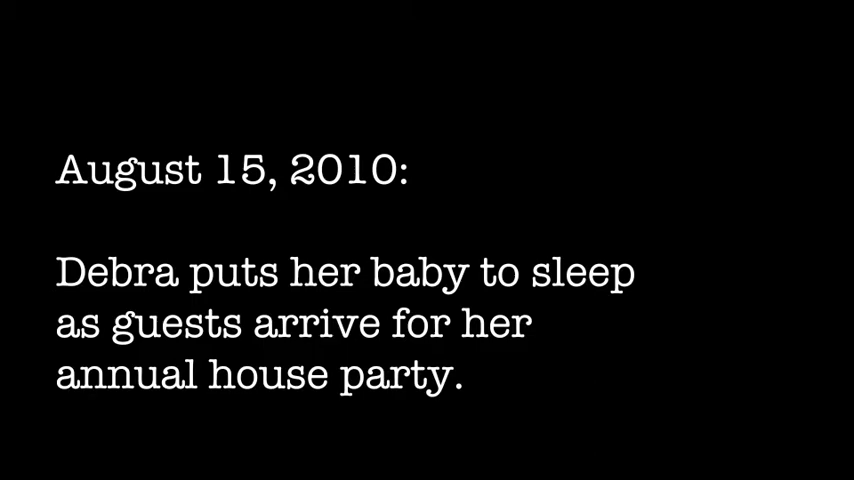 August 15, 2010:
Debra puts her baby to sleep
as guests arrive for her
annual house party.